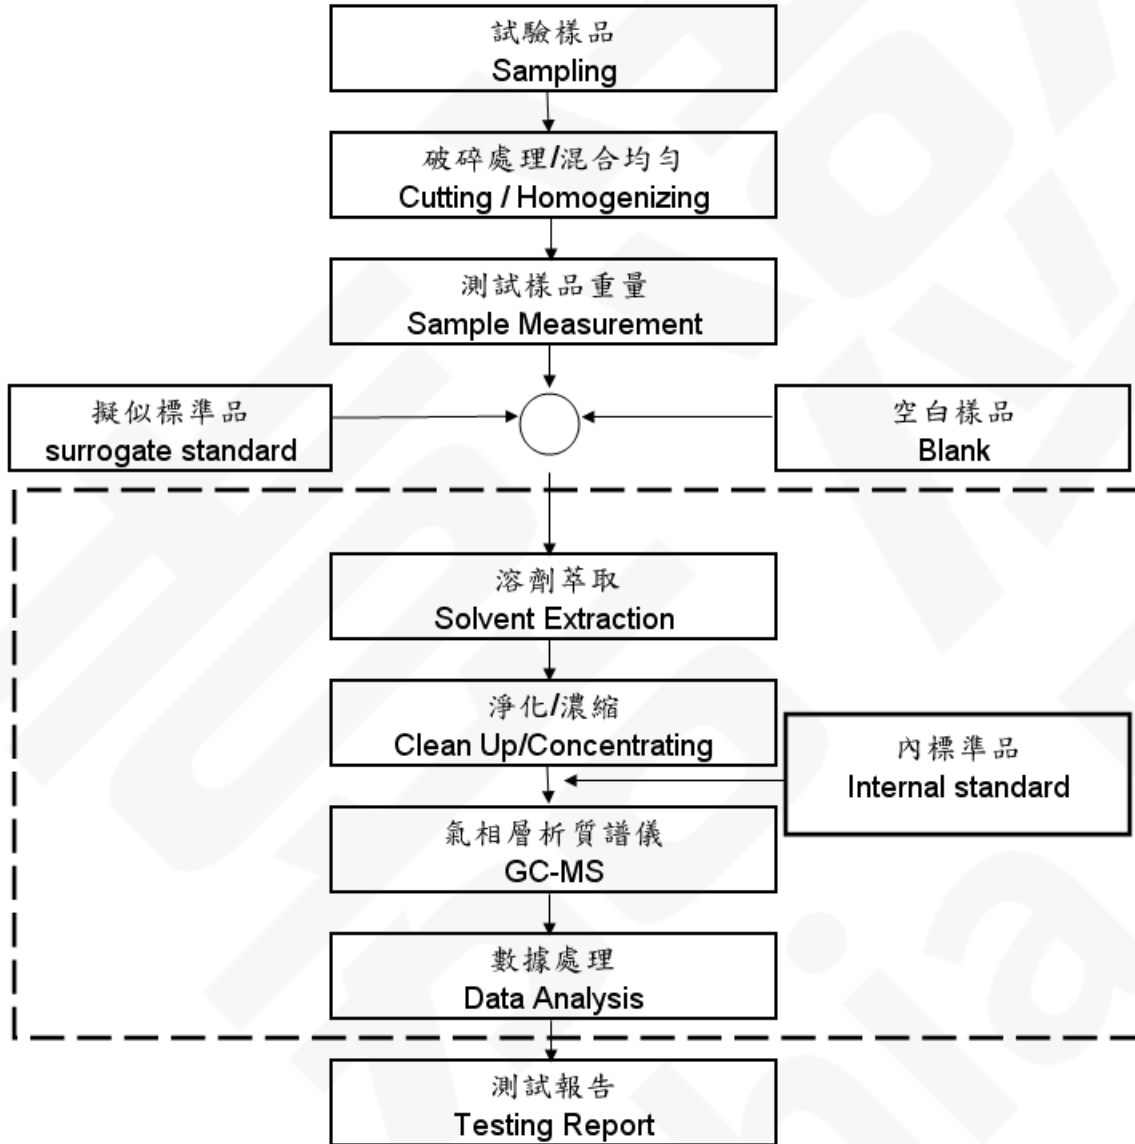 試驗樣品
Sampling
破碎處理/混合均勻
Cutting / Homogenizing
測試樣品重量
Sample Measurement
擬似標準品
surrogate standard
空白樣品
Blank
溶劑萃取
Solvent Extraction
淨化/濃縮
Clean Up/Concentrating
內標準品
Internal standard
氣相層析質譜儀
GC-MS
數據處理
Data Analysis
測試報告
Testing Report